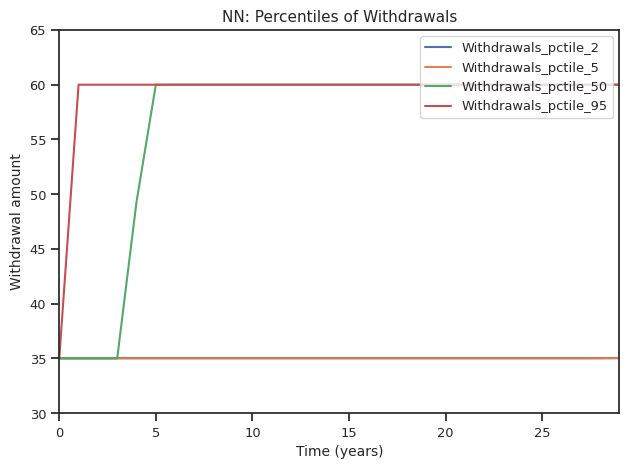 NN: Percentiles of Withdrawals
65
60
55
50
45
40
35
30
Withdrawal amount
Withdrawals_pctile_2
Withdrawals_pctile_5
Withdrawals_pctile_50
Withdrawals_pctile_95
0 5 10 15 20 25
Time (years)